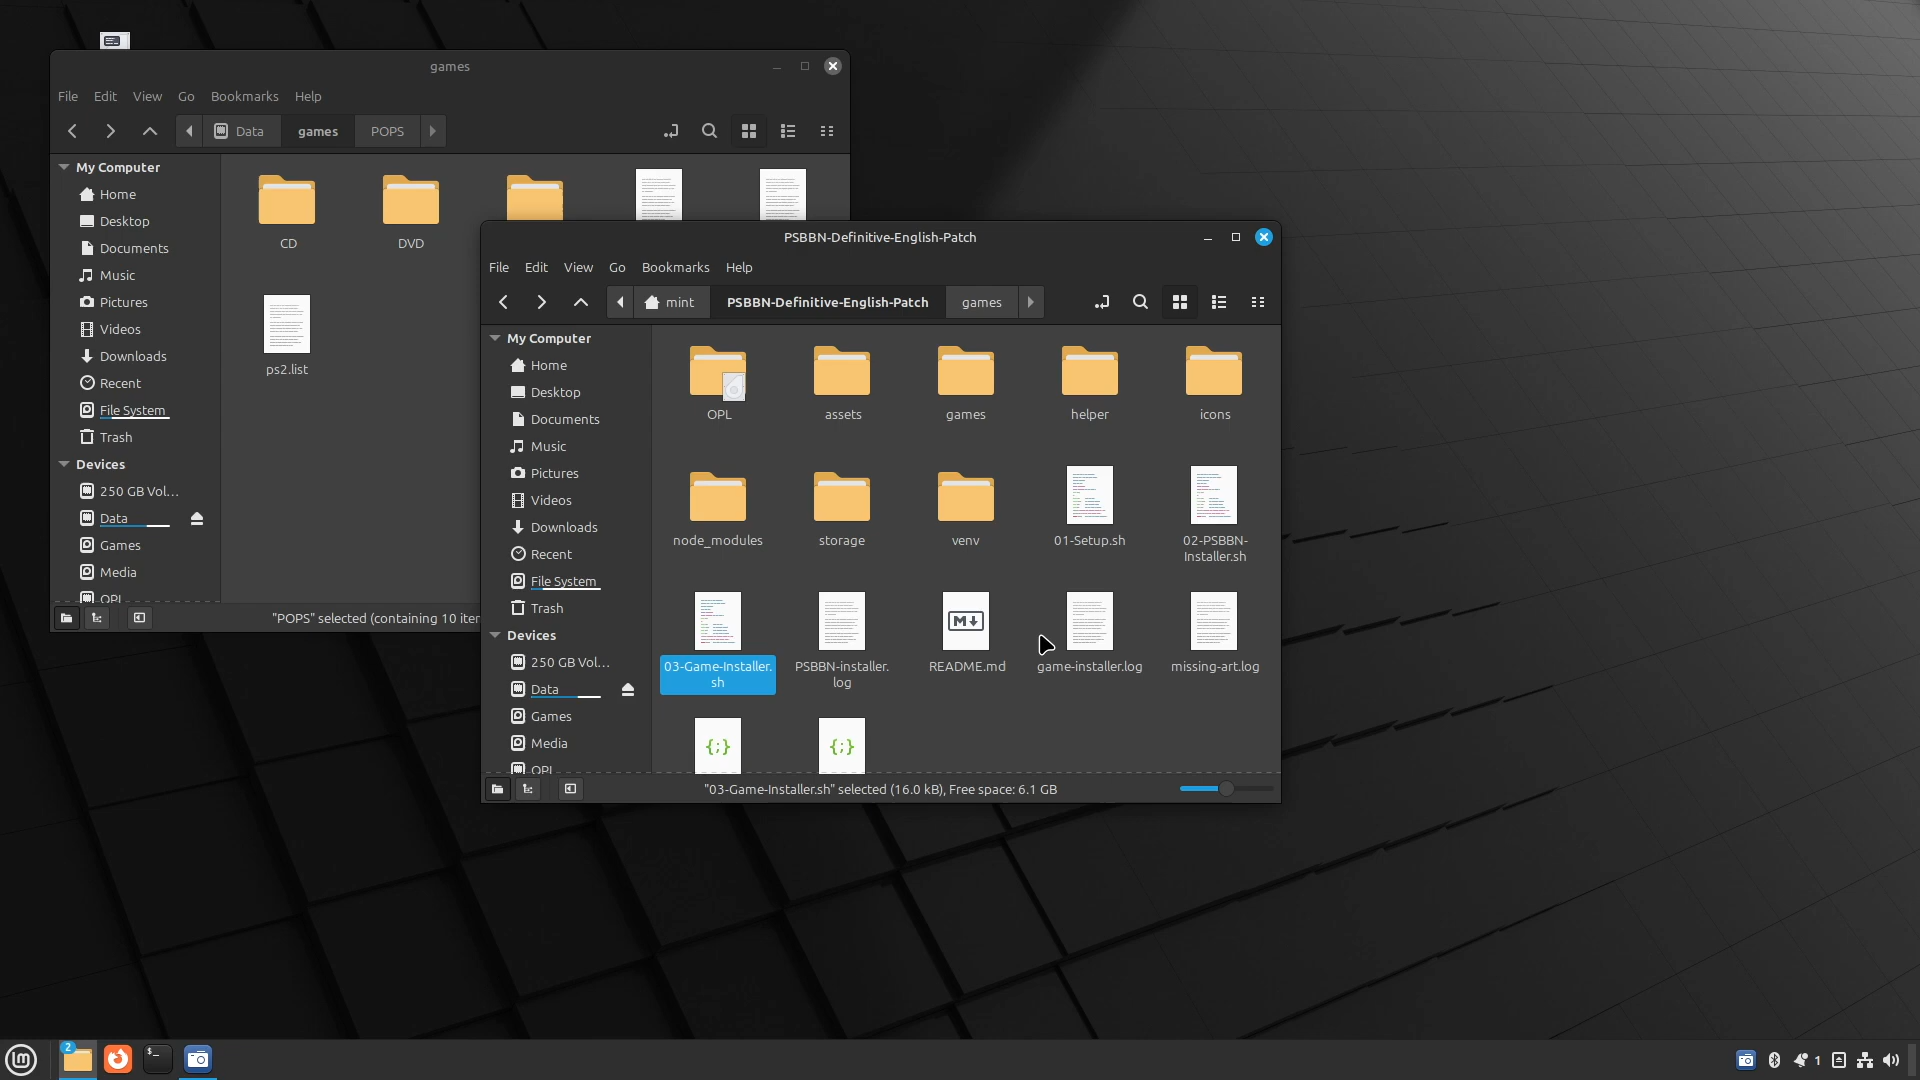 games
File Edit View Go Bookmarks Help
Data games POPS
My Computer
Home
Desktop
Documents
Music
Pictures
Videos
Downloads
Recent
File System
Trash
Devices
250 GB Vol...
Data
Games
Media
OPL
CD
DVD
ps2.list
"POPS" selected (containing 10 iter
PSBBN-Definitive-English-Patch
File Edit View Go Bookmarks Help
mint PSBBN-Definitive-English-Patch games
My Computer
Home
Desktop
Documents
Music
Pictures
Videos
Downloads
Recent
File System
Trash
Devices
250 GB Vol...
Data
Games
Media
OPL
OPL
assets
games
helper
icons
node_modules
storage
venv
01-Setup.sh
02-PSBBN-
Installer.sh
03-Game-Installer.
sh
PSBBN-installer.
log
M
README.md
game-installer.log
missing-art.log
{;}
{;}
"03-Game-Installer.sh" selected (16.0 kB), Free space: 6.1 GB
lm
2
$_
1